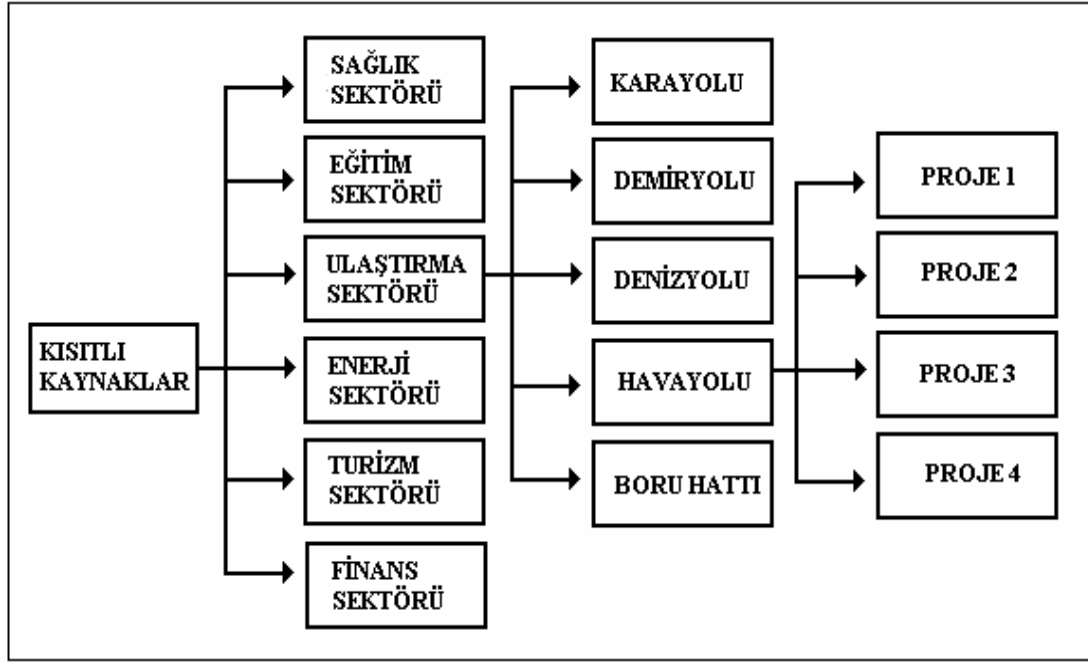 KISITLI
KAYNAKLAR
SAĞLIK
SEKTÖRÜ
EĞİTİM
SEKTÖRÜ
ULAŞTIRMA
SEKTÖRÜ
ENERJİ
SEKTÖRÜ
TURİZM
SEKTÖRÜ
FİNANS
SEKTÖRÜ
KARAYOLU
DEMİRYOLU
DENİZYOLU
HAVAYOLU
BORU HATTI
PROJE 1
PROJE 2
PROJE 3
PROJE 4